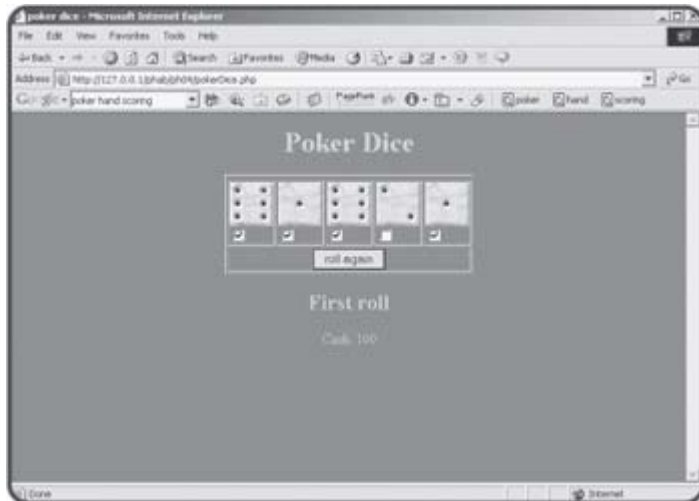 poker dice - Microsoft Internet Explorer
File Edit View Favorites Tools Help
Back Search Favorites Media
Address http://127.0.0.1/phab/ph04/pokerDice.php Go
Google poker hand scoring PageRank poker hand scoring
Poker Dice
roll again
First roll
Cash: 100
Done Internet